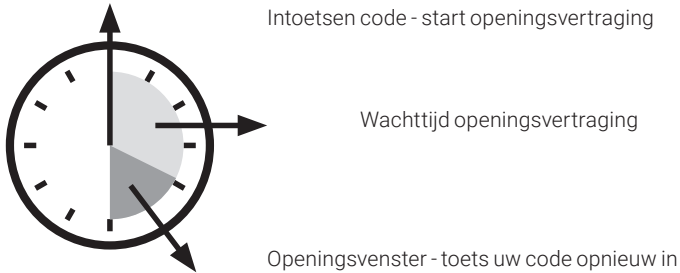 Intoetsen code - start openingsvertraging
Wachttijd openingsvertraging
Openingsvenster - toets uw code opnieuw in